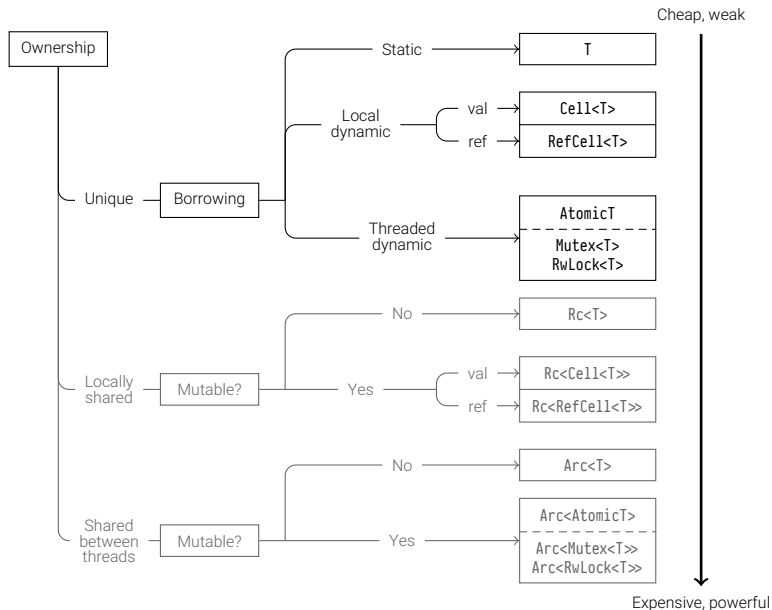 Cheap, weak
Ownership
Static
T
Local
dynamic
val
Cell<T>
ref
RefCell<T>
Unique
Borrowing
Threaded
dynamic
AtomicT
Mutex<T>
RwLock<T>
No
Rc<T>
Locally
shared
Mutable?
Yes
val
Rc<Cell<T>>
ref
Rc<RefCell<T>>
No
Arc<T>
Shared
between
threads
Mutable?
Yes
Arc<AtomicT>
Arc<Mutex<T>>
Arc<RwLock<T>>
Expensive, powerful